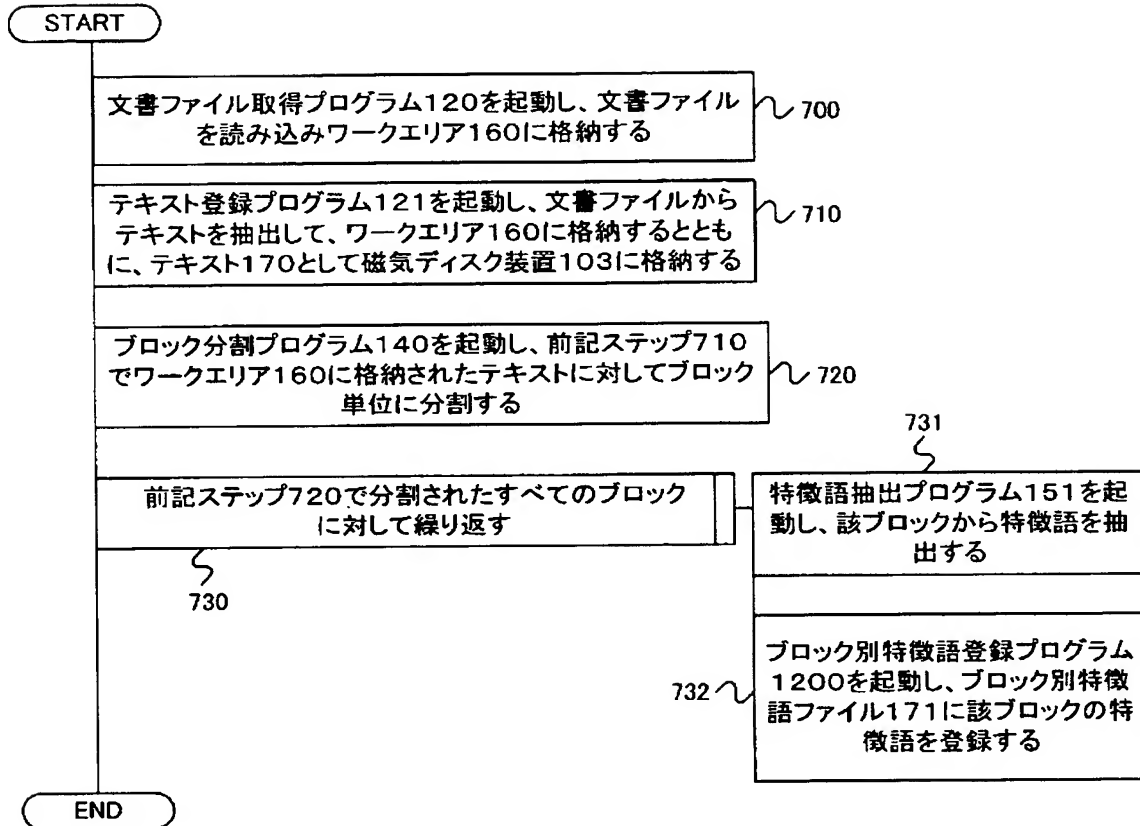 START
文書ファイル取得プログラム120を起動し、文書ファイル
を読み込みワークエリア160に格納する
700
テキスト登録プログラム121を起動し、文書ファイルから
テキストを抽出して、ワークエリア160に格納するととも
に、テキスト170として磁気ディスク装置103に格納する
710
ブロック分割プログラム140を起動し、前記ステップ710
でワークエリア160に格納されたテキストに対してブロック
単位に分割する
720
前記ステップ720で分割されたすべてのブロック
に対して繰り返す
730
731
特徴語抽出プログラム151を起
動し、該ブロックから特徴語を抽
出する
ブロック別特徴語登録プログラム
1200を起動し、ブロック別特徴
語ファイル171に該ブロックの特
徴語を登録する
732
END